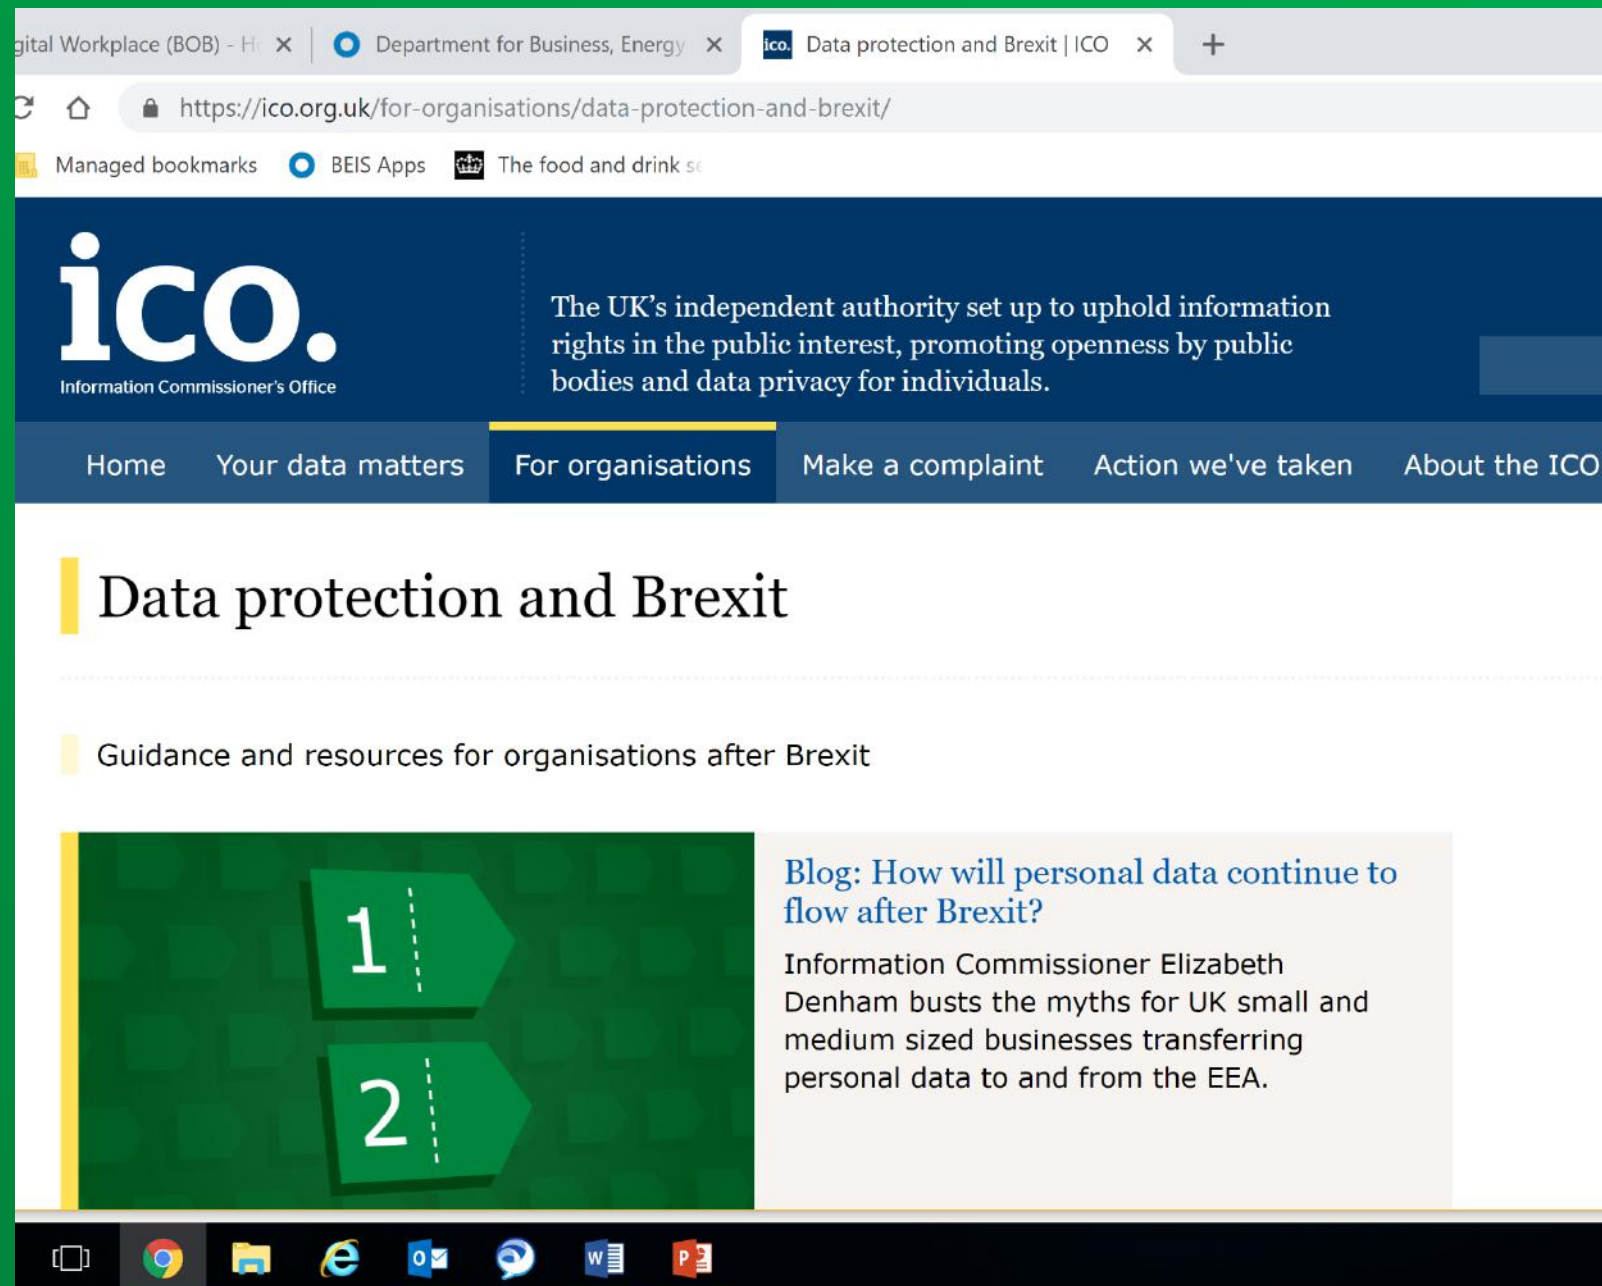 gital Workplace (BOB) - H
Department for Business, Energy
ico. Data protection and Brexit | ICO
https://ico.org.uk/for-organisations/data-protection-and-brexit/
Managed bookmarks BEIS Apps The food and drink se
ico.
Information Commissioner's Office
The UK's independent authority set up to uphold information
rights in the public interest, promoting openness by public
bodies and data privacy for individuals.
Home Your data matters For organisations Make a complaint Action we've taken About the ICO
Data protection and Brexit
Guidance and resources for organisations after Brexit
1
2
Blog: How will personal data continue to
flow after Brexit?
Information Commissioner Elizabeth
Denham busts the myths for UK small and
medium sized businesses transferring
personal data to and from the EEA.